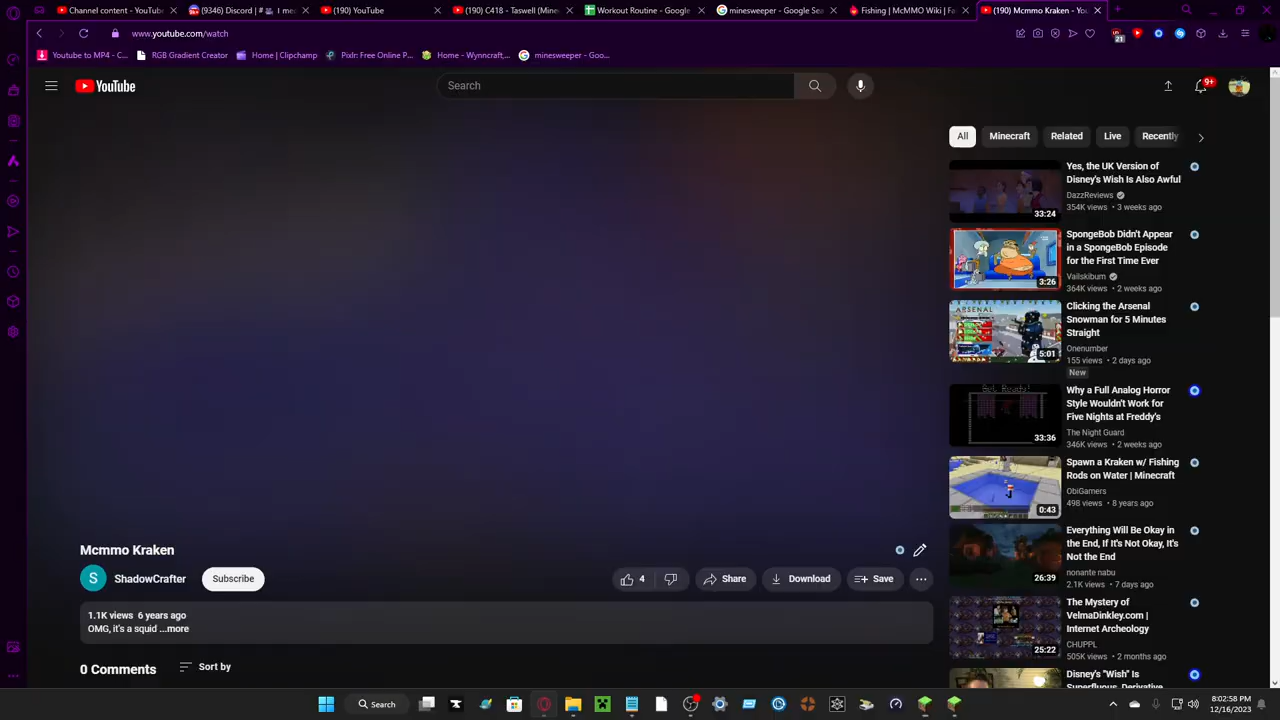 Channel content - YouTube
(9346) Discord | # I mea
(190) YouTube
(190) C418 - Taswell (Mine
Workout Routine - Google
minesweeper - Google Sea
Fishing | McMMO Wiki | Fa
(190) Mcmmo Kraken - You
www.youtube.com/watch
21
Youtube to MP4 - C...
RGB Gradient Creator
Home | Clipchamp
Pixlr: Free Online P...
Home - Wynncraft,...
minesweeper - Goo...
YouTube
Search
9+
All
Minecraft
Related
Live
Recently
Yes, the UK Version of
Disney's Wish Is Also Awful
DazzReviews
354K views • 3 weeks ago
33:24
SpongeBob Didn't Appear
in a SpongeBob Episode
for the First Time Ever
Valiskibum
364K views • 2 weeks ago
3:26
Clicking the Arsenal
Snowman for 5 Minutes
Straight
Onenumber
155 views • 2 days ago
New
ARSENAL
5:01
Why a Full Analog Horror
Style Wouldn't Work for
Five Nights at Freddy's
The Night Guard
346K views • 2 weeks ago
Get Ready!
33:36
Spawn a Kraken w/ Fishing
Rods on Water | Minecraft
ObiGamers
498 views • 8 years ago
0:43
Everything Will Be Okay in
the End, If It's Not Okay, It's
Not the End
nonante nabu
2.1K views • 7 days ago
26:39
The Mystery of
VelmaDinkley.com |
Internet Archeology
CHUPPL
505K views • 2 months ago
25:22
Disney's "Wish" Is
Superfluous, Derivative
Mcmmo Kraken
S
ShadowCrafter
Subscribe
4
Share
Download
Save
1.1K views 6 years ago
OMG, it's a squid ...more
0 Comments
Sort by
Search
8:02:58 PM
12/16/2023